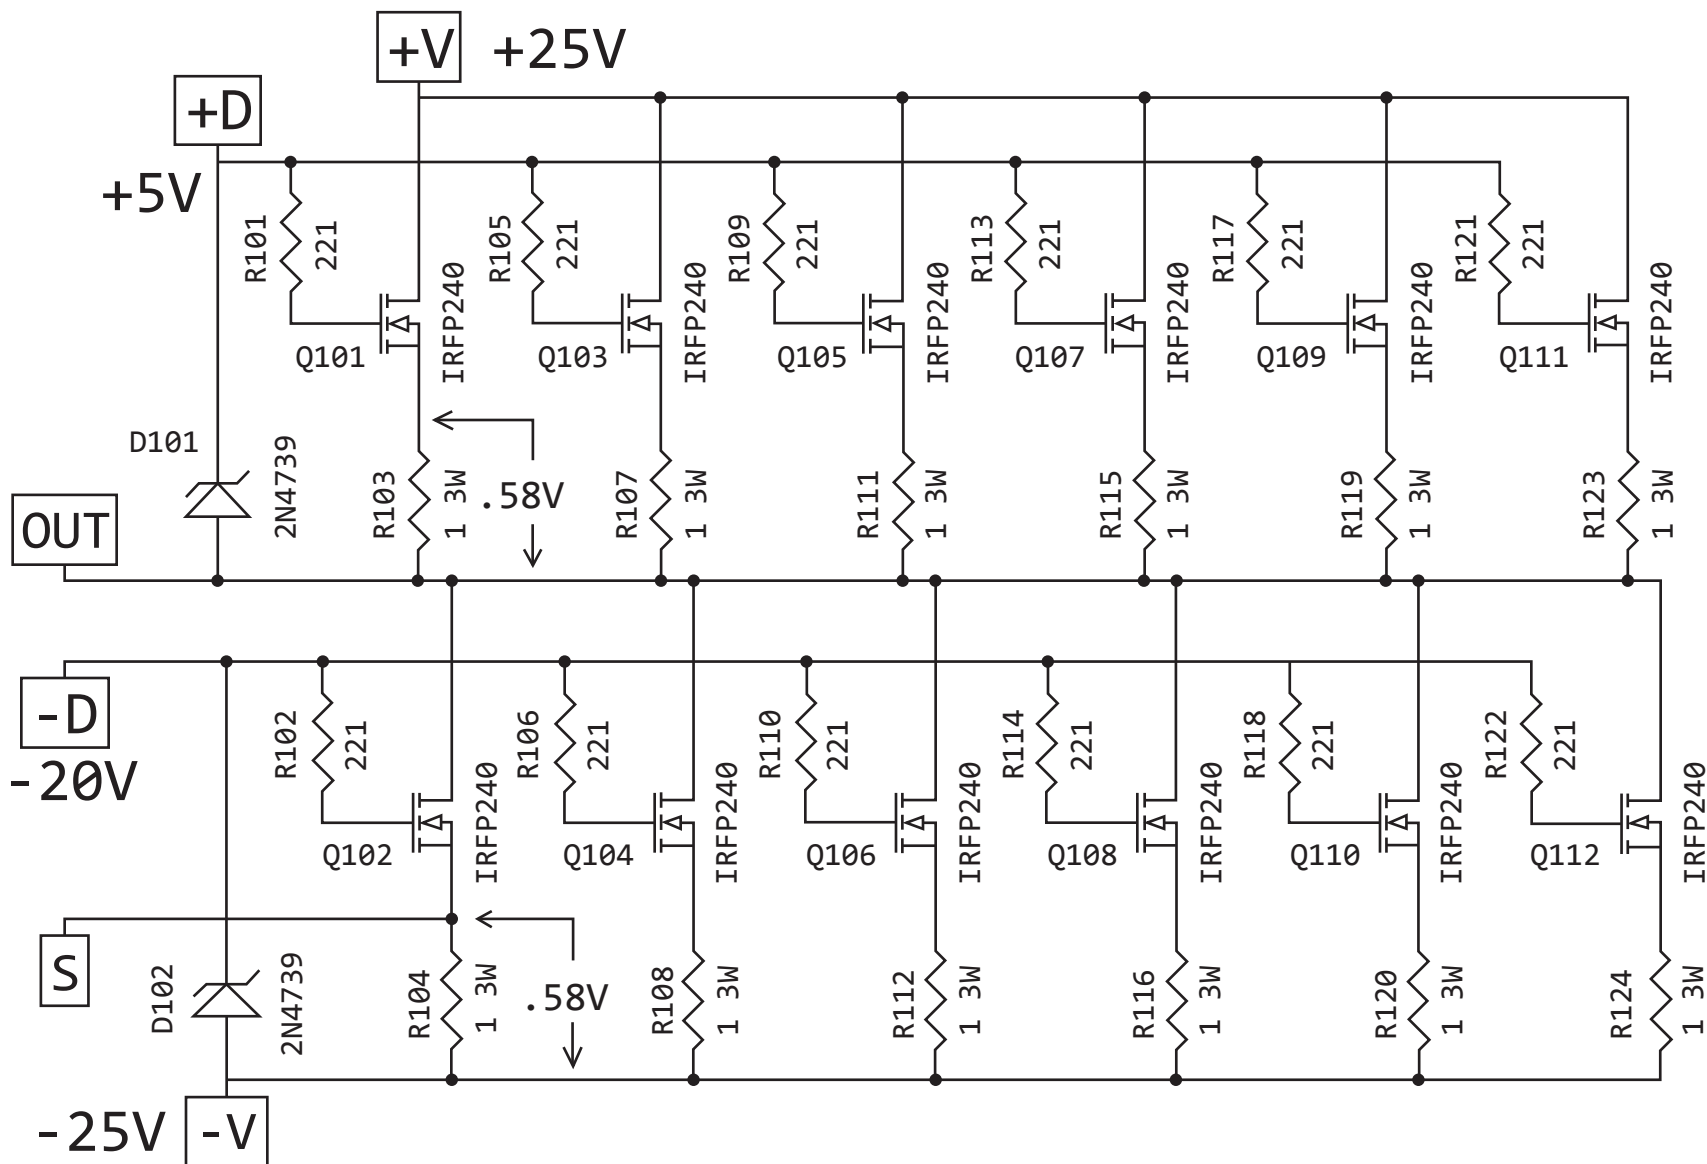 +V +25V
+D
+5V
R101 221 R105 221 R109 221 R113 221 R117 221 R121 221
IRFP240 IRFP240 IRFP240 IRFP240 IRFP240 IRFP240
Q101 Q103 Q105 Q107 Q109 Q111
D101 2N4739
R103 1 3W .58V R107 1 3W R111 1 3W R115 1 3W R119 1 3W R123 1 3W
OUT
-D
-20V
R102 221 R106 221 R110 221 R114 221 R118 221 R122 221
IRFP240 IRFP240 IRFP240 IRFP240 IRFP240 IRFP240
Q102 Q104 Q106 Q108 Q110 Q112
S
D102 2N4739
R104 1 3W .58V R108 1 3W R112 1 3W R116 1 3W R120 1 3W R124 1 3W
-25V -V